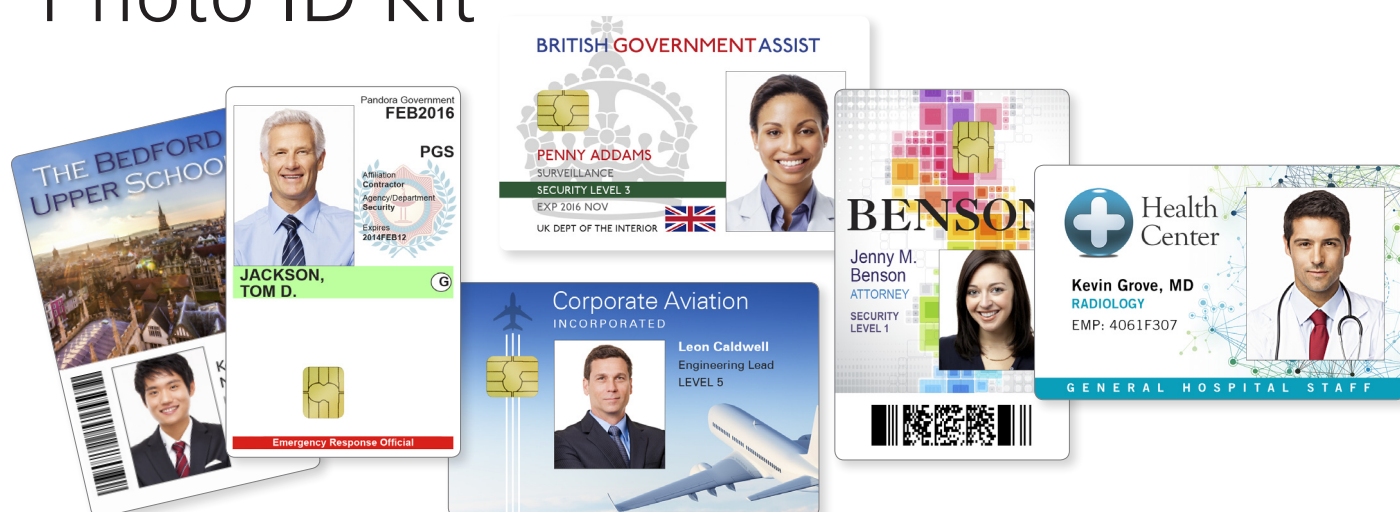 Photo ID Kit
THE BEDFORD
UPPER SCHOO
K
N
Pandora Government
FEB2016
PGS
Affiliation
Contractor
Agency/Department
Security
Expires
2014FEB12
JACKSON,
TOM D.
G
Emergency Response Official
BRITISH GOVERNMENT ASSIST
PENNY ADDAMS
SURVEILLANCE
SECURITY LEVEL 3
EXP 2016 NOV
UK DEPT OF THE INTERIOR
Corporate Aviation
INCORPORATED
Leon Caldwell
Engineering Lead
LEVEL 5
BENSON
Jenny M.
Benson
ATTORNEY
SECURITY
LEVEL 1
Health
Center
Kevin Grove, MD
RADIOLOGY
EMP: 4061F307
GENERAL HOSPITAL STAFF